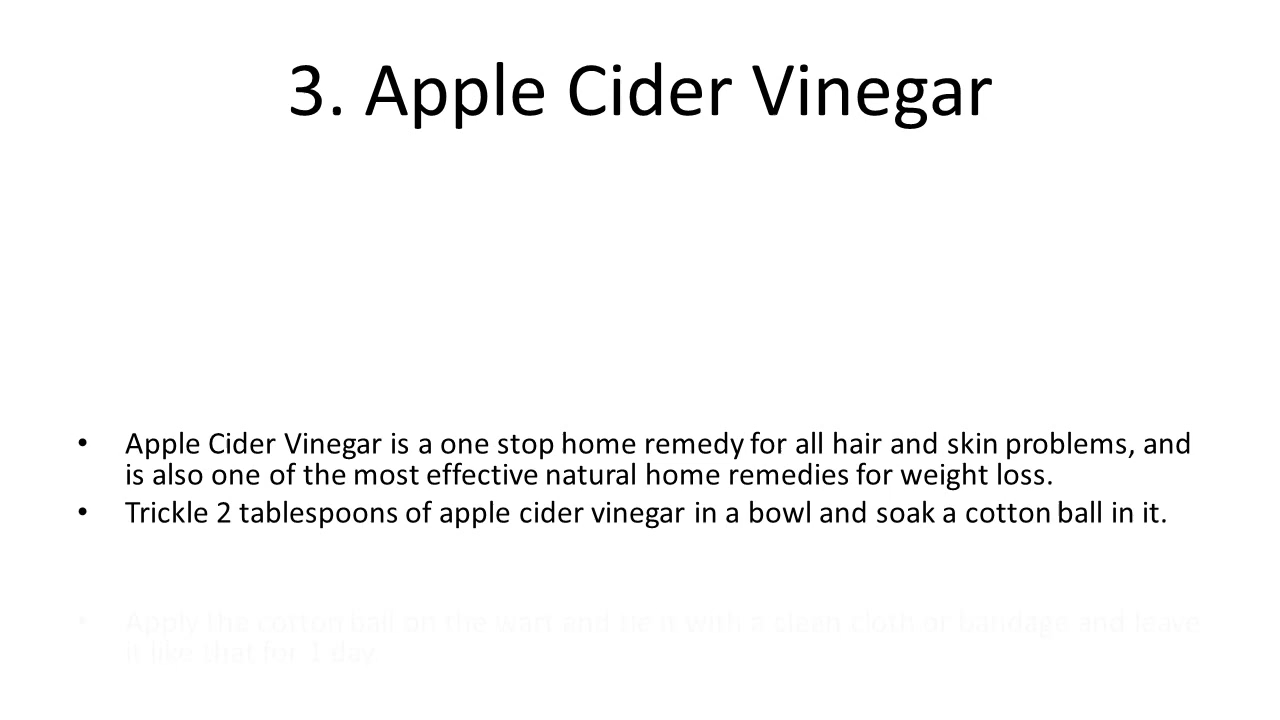 3. Apple Cider Vinegar
• Apple Cider Vinegar is a one stop home remedy for all hair and skin problems, and
is also one of the most effective natural home remedies for weight loss.
• Trickle 2 tablespoons of apple cider vinegar in a bowl and soak a cotton ball in it.
• Apply the cotton ball on the wart and tie it with a clean cloth or bandage and leave
it like that for 1 day